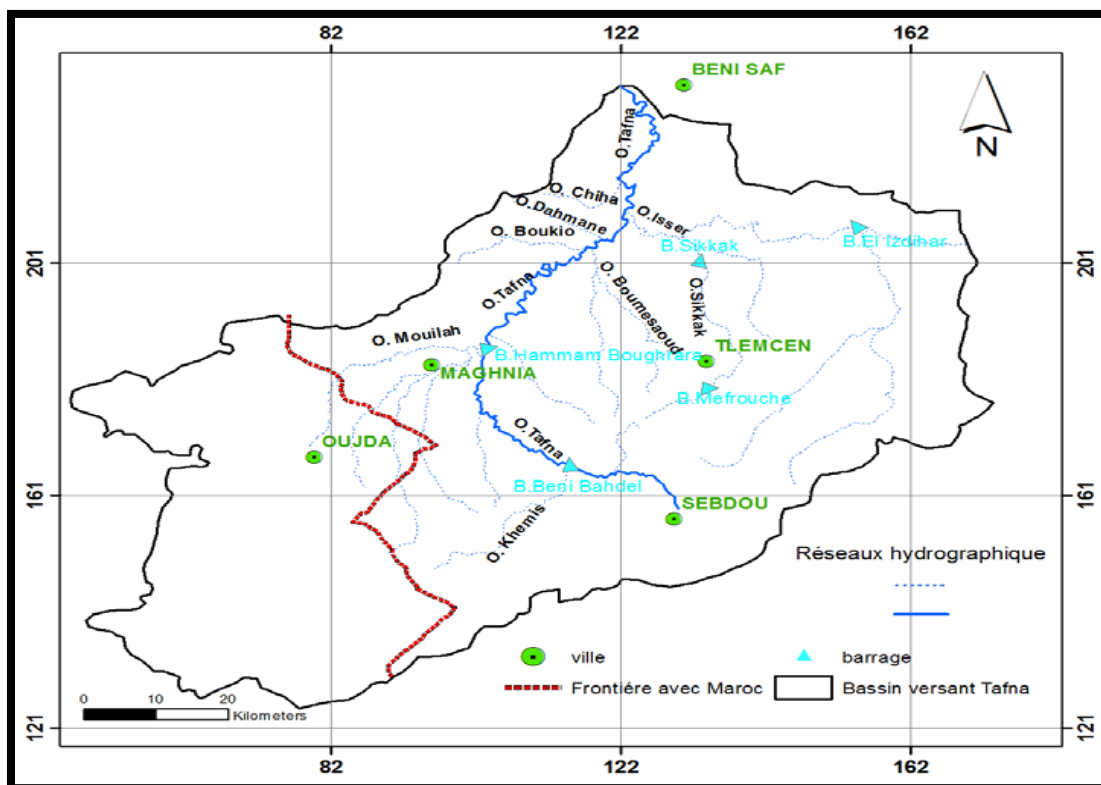 82 122 162
BENI SAF
N
O.Tafna
O. Chiha
O.Dahmane
O.Isser
O. Boukio
B.Sikkak
B.El Izdihar
201 201
O.Tafna
O. Boumesaoud
O.Sikkak
O. Mouilah
TLEMCEN
B.Hammam Boughrara
MAGHNIA
B.Mefrouche
O.Tafna
OUJDA
B.Beni Bahdel
161 161
SEBDOU
O. Khemis
Réseaux hydrographique
ville
barrage
Frontiére avec Maroc
Bassin versant Tafna
0 10 20
Kilometers
121 121
82 122 162